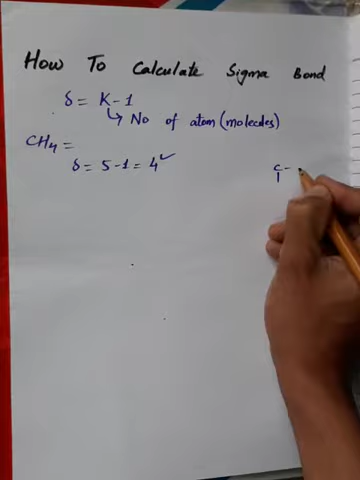 How To Calculate Sigma Bond
δ = K-1
↳ No of atom (molecules)
CH₄ =
δ = 5-1 = 4 ✓
C-